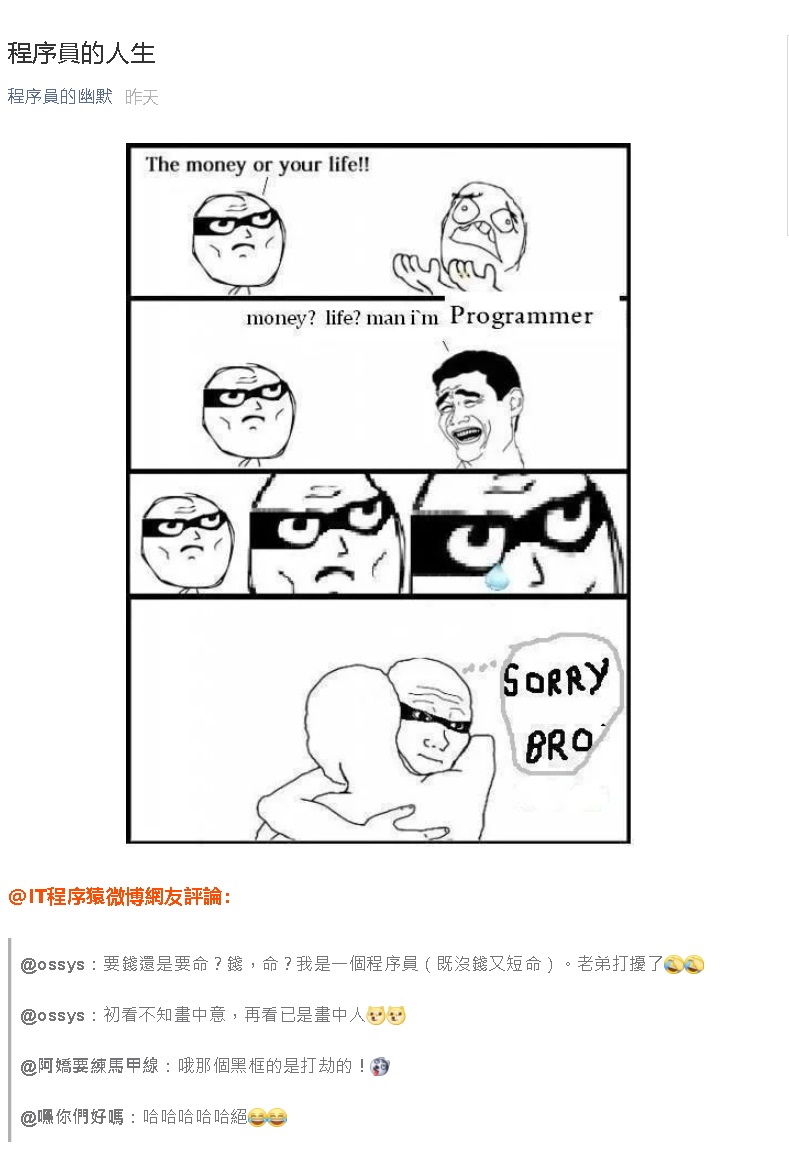 程序員的人生
程序員的幽默 昨天
The money or your life!!
money? life? man i`m Programmer
SORRY
BRO
@IT程序猿微博網友評論:
@ossys：要錢還是要命？錢，命？我是一個程序員（既沒錢又短命）。老弟打擾了
@ossys：初看不知畫中意，再看已是畫中人
@阿嬌要練馬甲線：哦那個黑框的是打劫的！
@嚈你們好嗎：哈哈哈哈哈絕